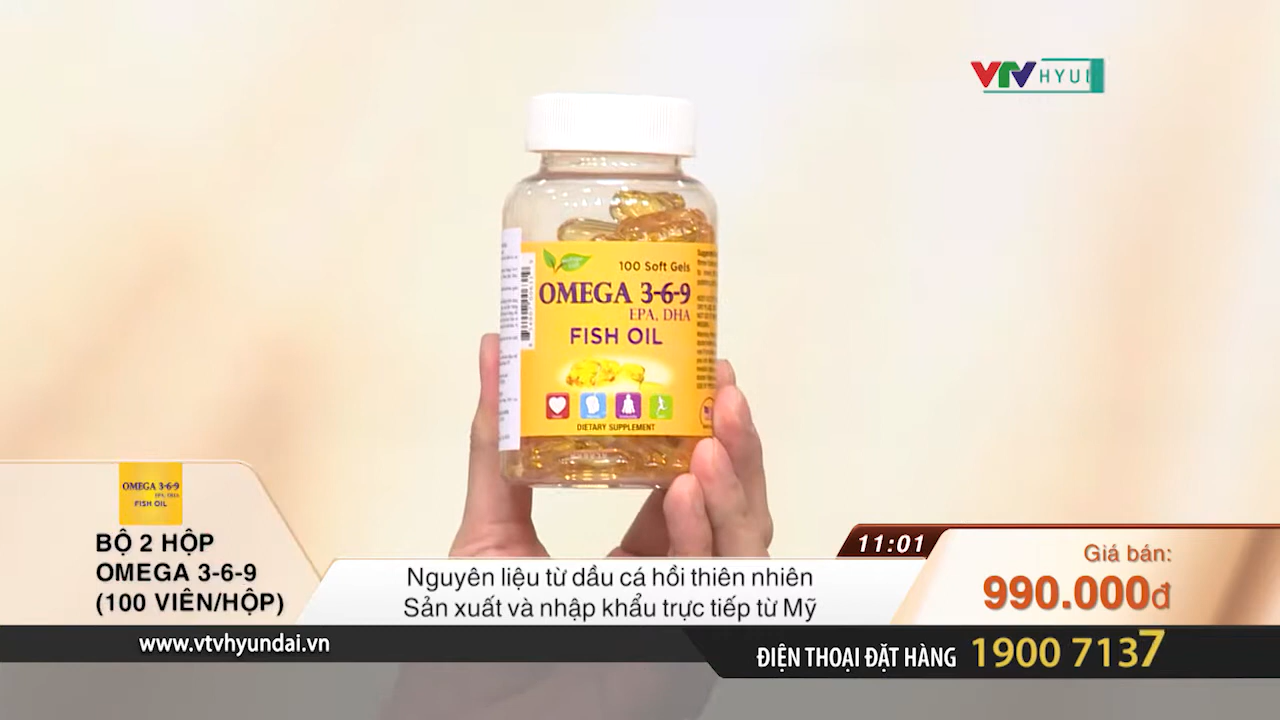 VTV HYUI
100 Soft Gels
OMEGA 3-6-9
EPA, DHA
FISH OIL
DIETARY SUPPLEMENT
OMEGA 3-6-9
EPA, DHA
FISH OIL
BỘ 2 HỘP
OMEGA 3-6-9
(100 VIÊN/HỘP)
Nguyên liệu từ dầu cá hồi thiên nhiên
Sản xuất và nhập khẩu trực tiếp từ Mỹ
11:01
Giá bán:
990.000đ
www.vtvhyundai.vn
ĐIỆN THOẠI ĐẶT HÀNG 1900 7137